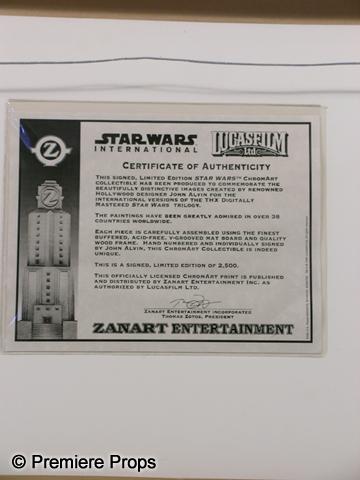 Z
STAR WARS
INTERNATIONAL
LUCASFILM
Ltd
CERTIFICATE OF AUTHENTICITY
THIS SIGNED, LIMITED EDITION STAR WARS CHROMART
COLLECTIBLE HAS BEEN PRODUCED TO COMMEMORATE THE
BEAUTIFULLY DISTINCTIVE IMAGES CREATED BY RENOWNED
HOLLYWOOD DESIGNER JOHN ALVIN FOR THE
INTERNATIONAL VERSIONS OF THE THX DIGITALLY
MASTERED STAR WARS TRILOGY.
THE PAINTINGS HAVE BEEN GREATLY ADMIRED IN OVER 38
COUNTRIES WORLDWIDE.
EACH PIECE IS CAREFULLY ASSEMBLED USING THE FINEST
BUFFERED, ACID-FREE, V-GROOVED MAT BOARD AND QUALITY
WOOD FRAME. HAND NUMBERED AND INDIVIDUALLY SIGNED
BY JOHN ALVIN, THIS CHROMART COLLECTIBLE IS INDEED
UNIQUE.
THIS IS A SIGNED, LIMITED EDITION OF 2,500.
THIS OFFICIALLY LICENSED CHROMART PRINT IS PUBLISHED
AND DISTRIBUTED BY ZANART ENTERTAINMENT INC. AS
AUTHORIZED BY LUCASFILM LTD.
ZANART ENTERTAINMENT INCORPORATED
THOMAS ZOTOS, PRESIDENT
ZANART ENTERTAINMENT
© Premiere Props